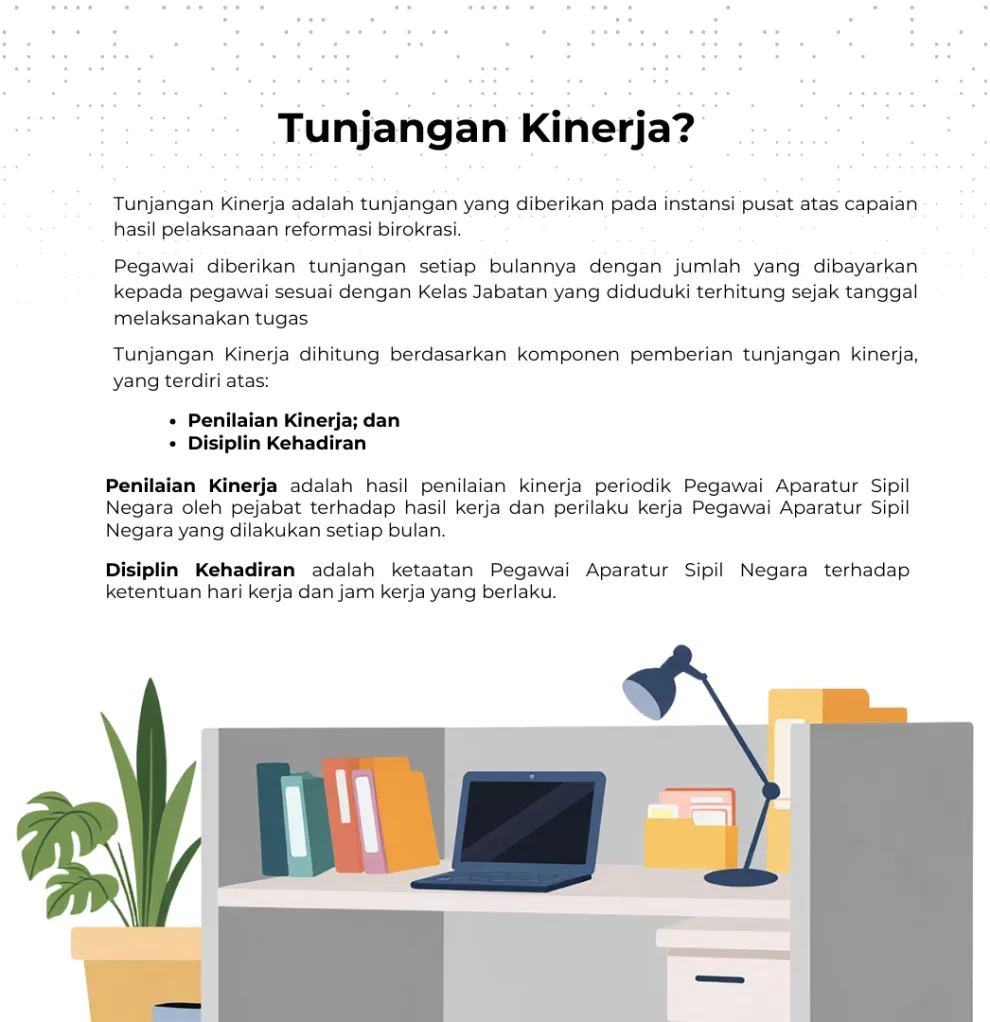 Tunjangan Kinerja?
Tunjangan Kinerja adalah tunjangan yang diberikan pada instansi pusat atas capaian
hasil pelaksanaan reformasi birokrasi.
Pegawai diberikan tunjangan setiap bulannya dengan jumlah yang dibayarkan
kepada pegawai sesuai dengan Kelas Jabatan yang diduduki terhitung sejak tanggal
melaksanakan tugas
Tunjangan Kinerja dihitung berdasarkan komponen pemberian tunjangan kinerja,
yang terdiri atas:
• Penilaian Kinerja; dan
• Disiplin Kehadiran
Penilaian Kinerja adalah hasil penilaian kinerja periodik Pegawai Aparatur Sipil
Negara oleh pejabat terhadap hasil kerja dan perilaku kerja Pegawai Aparatur Sipil
Negara yang dilakukan setiap bulan.
Disiplin Kehadiran adalah ketaatan Pegawai Aparatur Sipil Negara terhadap
ketentuan hari kerja dan jam kerja yang berlaku.